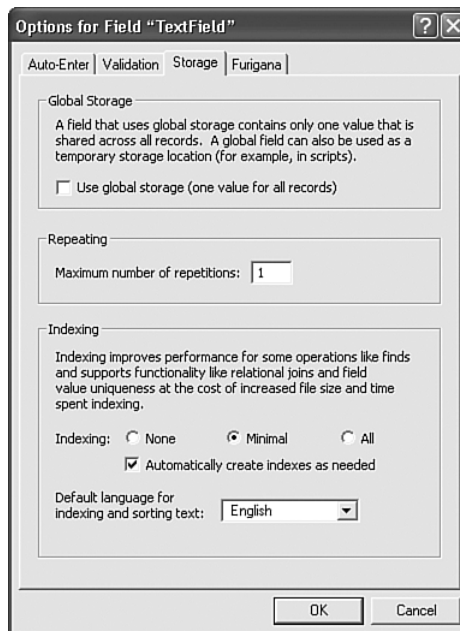 Options for Field “TextField”
Auto-Enter Validation Storage Furigana
Global Storage
A field that uses global storage contains only one value that is
shared across all records. A global field can also be used as a
temporary storage location (for example, in scripts).
Use global storage (one value for all records)
Repeating
Maximum number of repetitions: 1
Indexing
Indexing improves performance for some operations like finds
and supports functionality like relational joins and field
value uniqueness at the cost of increased file size and time
spent indexing.
Indexing: None Minimal All
Automatically create indexes as needed
Default language for
indexing and sorting text: English
OK Cancel